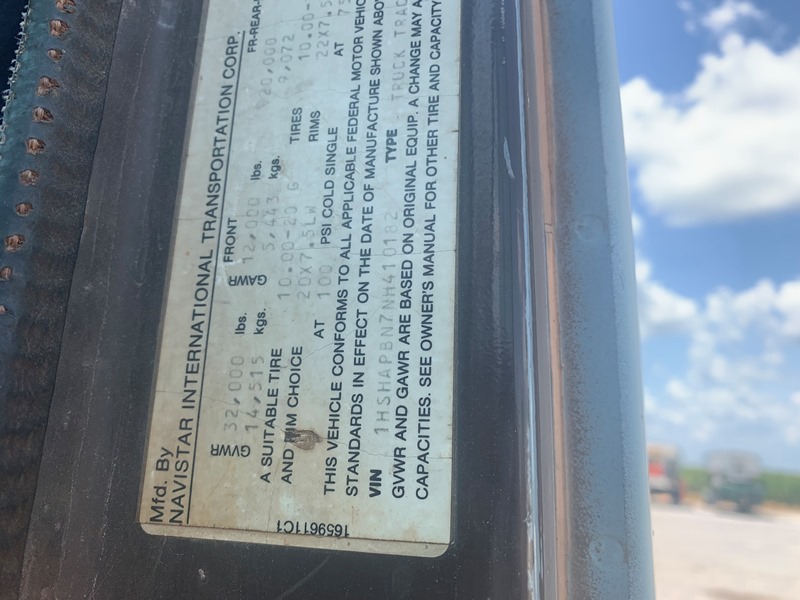 Mfd. By
NAVISTAR INTERNATIONAL TRANSPORTATION CORP.
FRONT FR-REAR-
GVWR 32,000 lbs. GAWR 12,000 lbs. 20,000
14,515 kgs. 5,443 kgs. 9,072
A SUITABLE TIRE 10.00-20 G TIRES 10.00-
AND RIM CHOICE 20X7.5LW RIMS 22X7.5
AT 100 PSI COLD SINGLE AT 75
THIS VEHICLE CONFORMS TO ALL APPLICABLE FEDERAL MOTOR VEHIC
STANDARDS IN EFFECT ON THE DATE OF MANUFACTURE SHOWN ABO
VIN 1HSHAPBN7NH410182 TYPE TRUCK TRAC
GVWR AND GAWR ARE BASED ON ORIGINAL EQUIP. A CHANGE MAY A
CAPACITIES. SEE OWNER'S MANUAL FOR OTHER TIRE AND CAPACITY
1659611C1